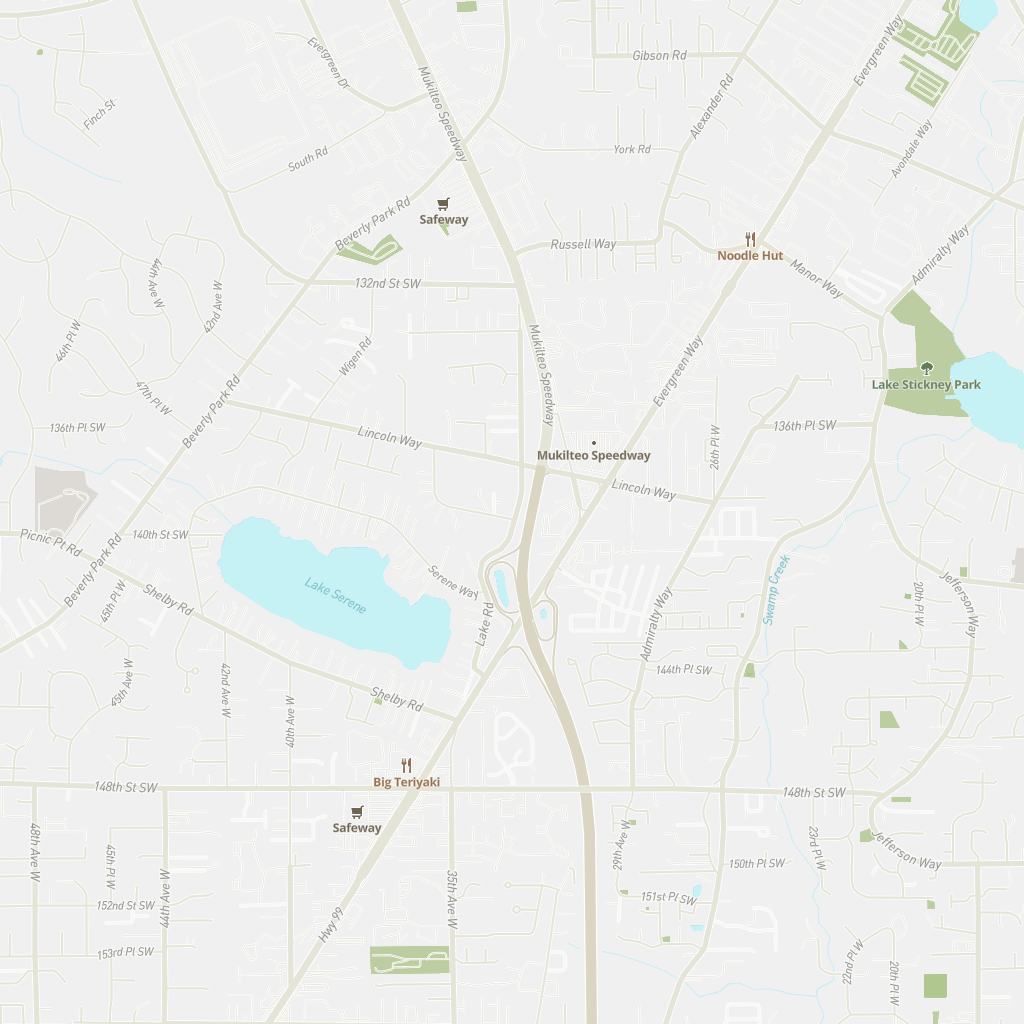 Gibson Rd
Evergreen Way
Evergreen Dr
Mukilteo Speedway
Alexander Rd
Finch St
South Rd
York Rd
Avondale Way
Safeway
Beverly Park Rd
Russell Way
Noodle Hut
Manor Way
Admiralty Way
44th Ave W
42nd Ave W
132nd St SW
46th Pl W
Wigen Rd
Mukilteo Speedway
Evergreen Way
Lake Stickney Park
47th Pl W
Beverly Park Rd
136th Pl SW
Lincoln Way
26th Pl W
136th Pl SW
Mukilteo Speedway
Lincoln Way
Picnic Pt Rd
140th St SW
Beverly Park Rd
45th Pl W
Shelby Rd
Lake Serene
Serene Way
Lake Rd
Admiralty Way
Swamp Creek
20th Pl W
Jefferson Way
144th Pl SW
45th Ave W
42nd Ave W
40th Ave W
Shelby Rd
Big Teriyaki
148th St SW
148th St SW
Safeway
48th Ave W
45th Pl W
44th Ave W
35th Ave W
29th Ave W
23rd Pl W
Jefferson Way
150th Pl SW
151st Pl SW
152nd St SW
Hwy 99
153rd Pl SW
22nd Pl W
20th Pl W